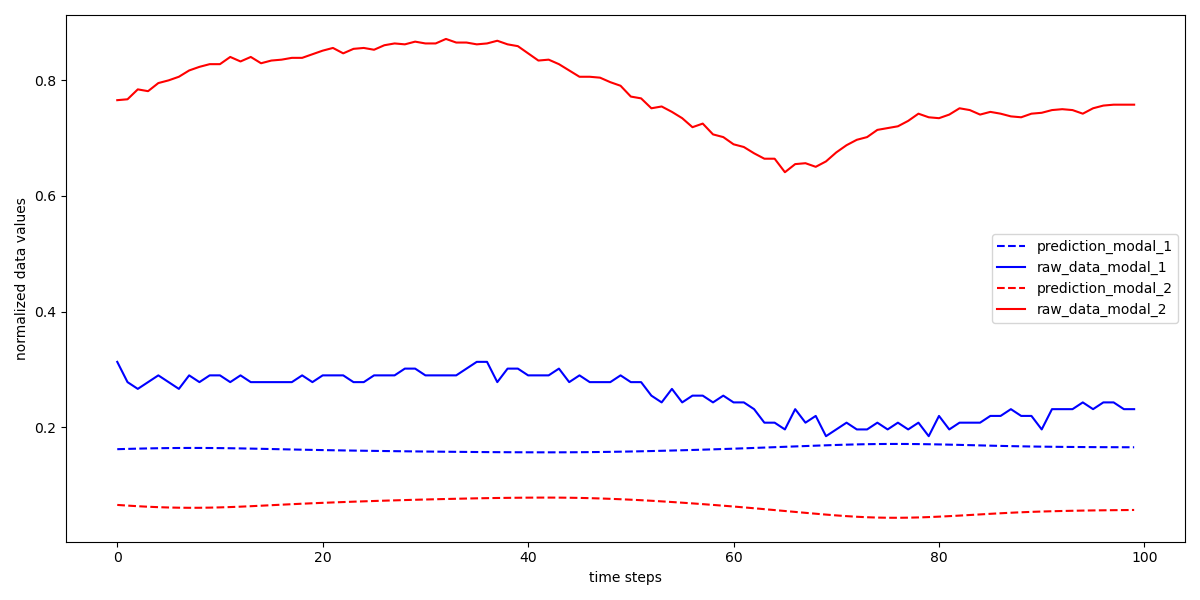 normalized data values
0.8
0.6
0.4
0.2
prediction_modal_1
raw_data_modal_1
prediction_modal_2
raw_data_modal_2
0 20 40 60 80 100
time steps